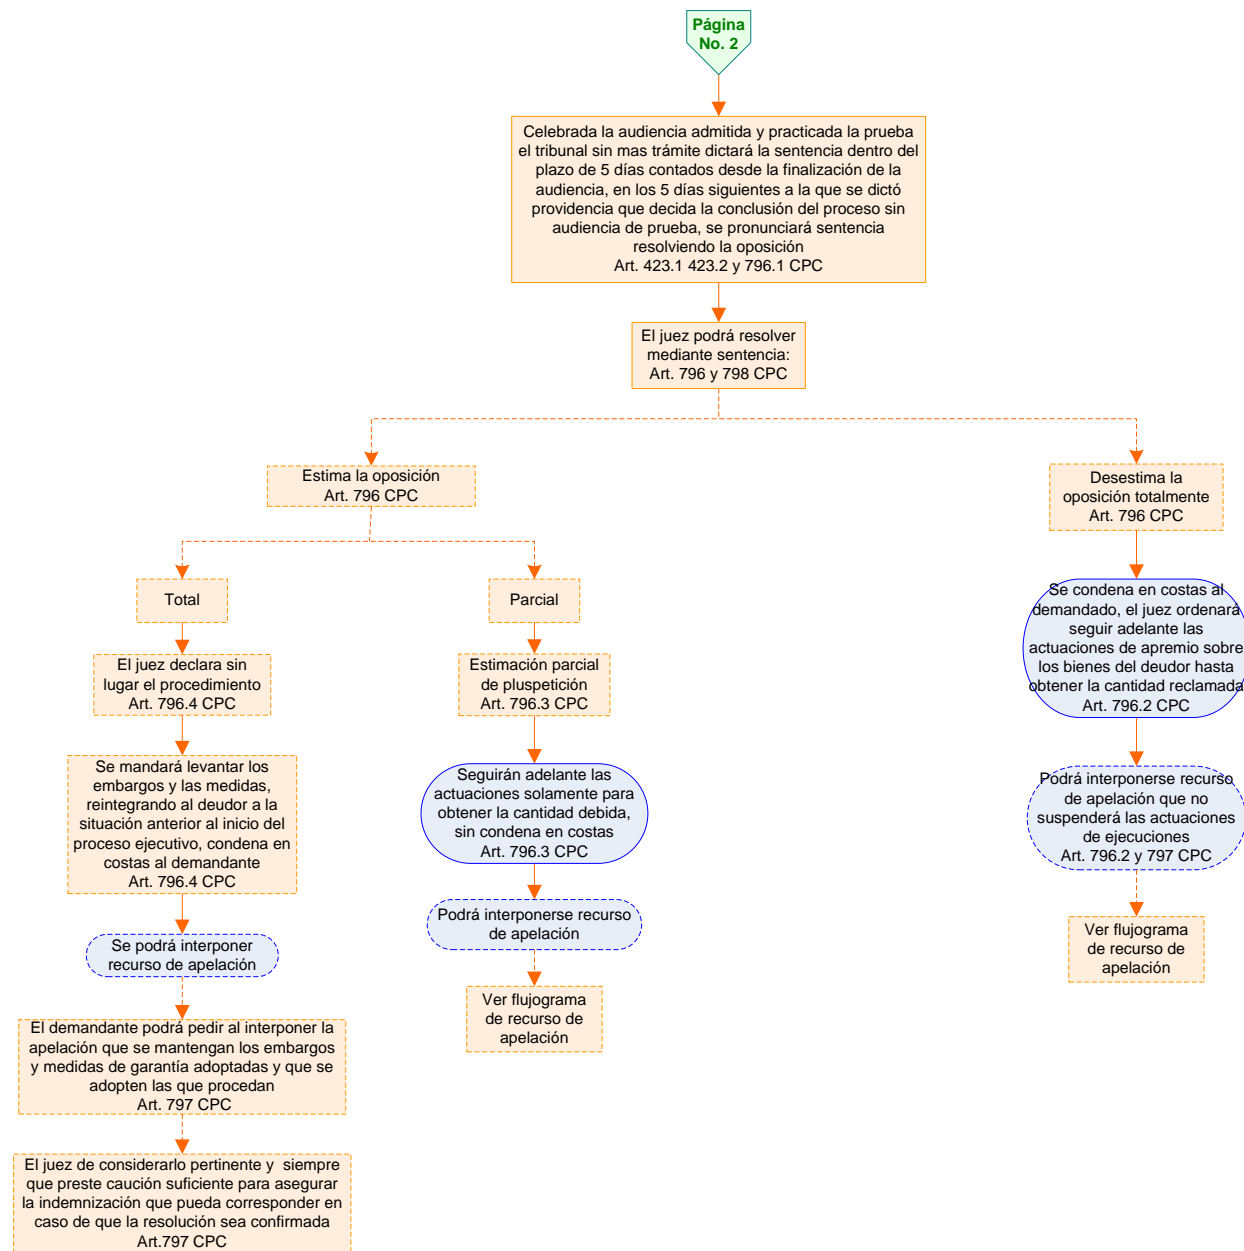 Página
No. 2
Celebrada la audiencia admitida y practicada la prueba
el tribunal sin mas trámite dictará la sentencia dentro del
plazo de 5 días contados desde la finalización de la
audiencia, en los 5 días siguientes a la que se dictó
providencia que decida la conclusión del proceso sin
audiencia de prueba, se pronunciará sentencia
resolviendo la oposición
Art. 423.1 423.2 y 796.1 CPC
El juez podrá resolver
mediante sentencia:
Art. 796 y 798 CPC
Estima la oposición
Art. 796 CPC
Total
El juez declara sin
lugar el procedimiento
Art. 796.4 CPC
Se mandará levantar los
embargos y las medidas,
reintegrando al deudor a la
situación anterior al inicio del
proceso ejecutivo, condena en
costas al demandante
Art. 796.4 CPC
Se podrá interponer
recurso de apelación
El demandante podrá pedir al interponer la
apelación que se mantengan los embargos
y medidas de garantía adoptadas y que se
adopten las que procedan
Art. 797 CPC
El juez de considerarlo pertinente y  siempre
que preste caución suficiente para asegurar
la indemnización que pueda corresponder en
caso de que la resolución sea confirmada
Art.797 CPC
Parcial
Estimación parcial
de pluspetición
Art. 796.3 CPC
Seguirán adelante las
actuaciones solamente para
obtener la cantidad debida,
sin condena en costas
Art. 796.3 CPC
Podrá interponerse recurso
de apelación
Ver flujograma
de recurso de
apelación
Desestima la
oposición totalmente
Art. 796 CPC
Se condena en costas al
demandado, el juez ordenará
seguir adelante las
actuaciones de apremio sobre
los bienes del deudor hasta
obtener la cantidad reclamada
Art. 796.2 CPC
Podrá interponerse recurso
de apelación que no
suspenderá las actuaciones
de ejecuciones
Art. 796.2 y 797 CPC
Ver flujograma
de recurso de
apelación